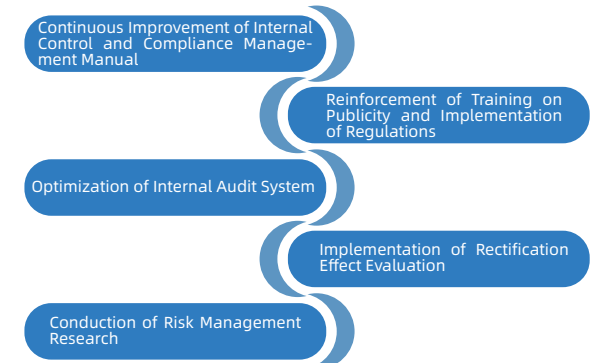 Continuous Improvement of Internal
Control and Compliance Manage-
ment Manual
Reinforcement of Training on
Publicity and Implementation
of Regulations
Optimization of Internal Audit System
Implementation of Rectification
Effect Evaluation
Conduction of Risk Management
Research